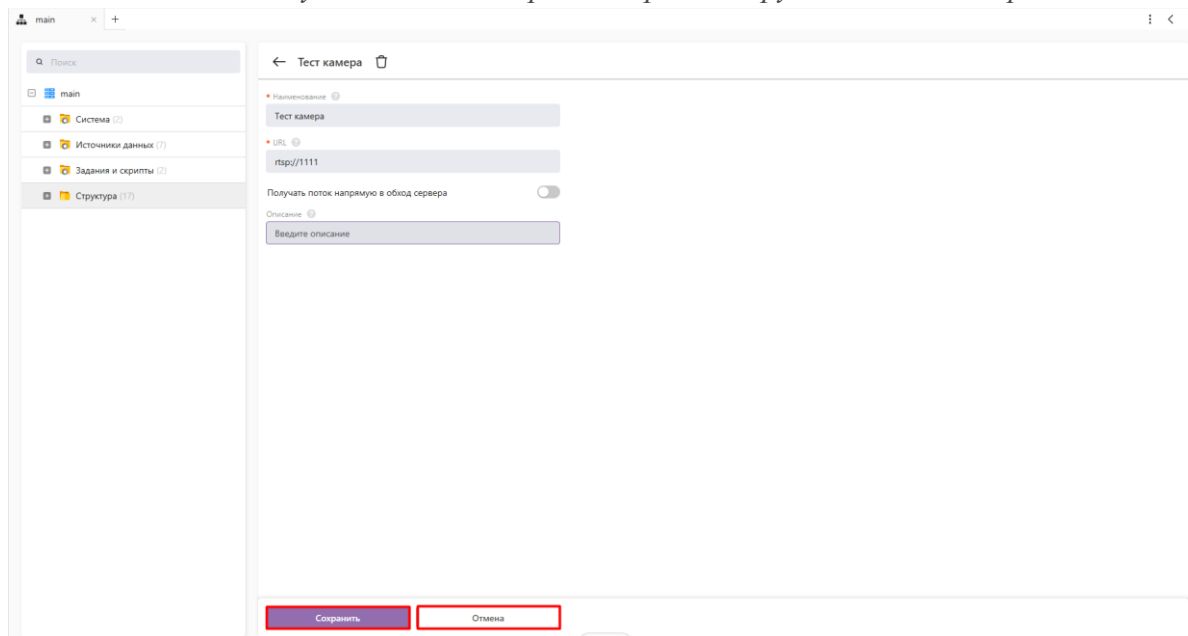 main × +
Поиск
main
Система (2)
Источники данных (7)
Задания и скрипты (2)
Структура (17)
← Тест камера
• Наименование
Тест камера
• URL
rtsp://1111
Получать поток напрямую в обход сервера
Описание
Введите описание
Сохранить
Отмена